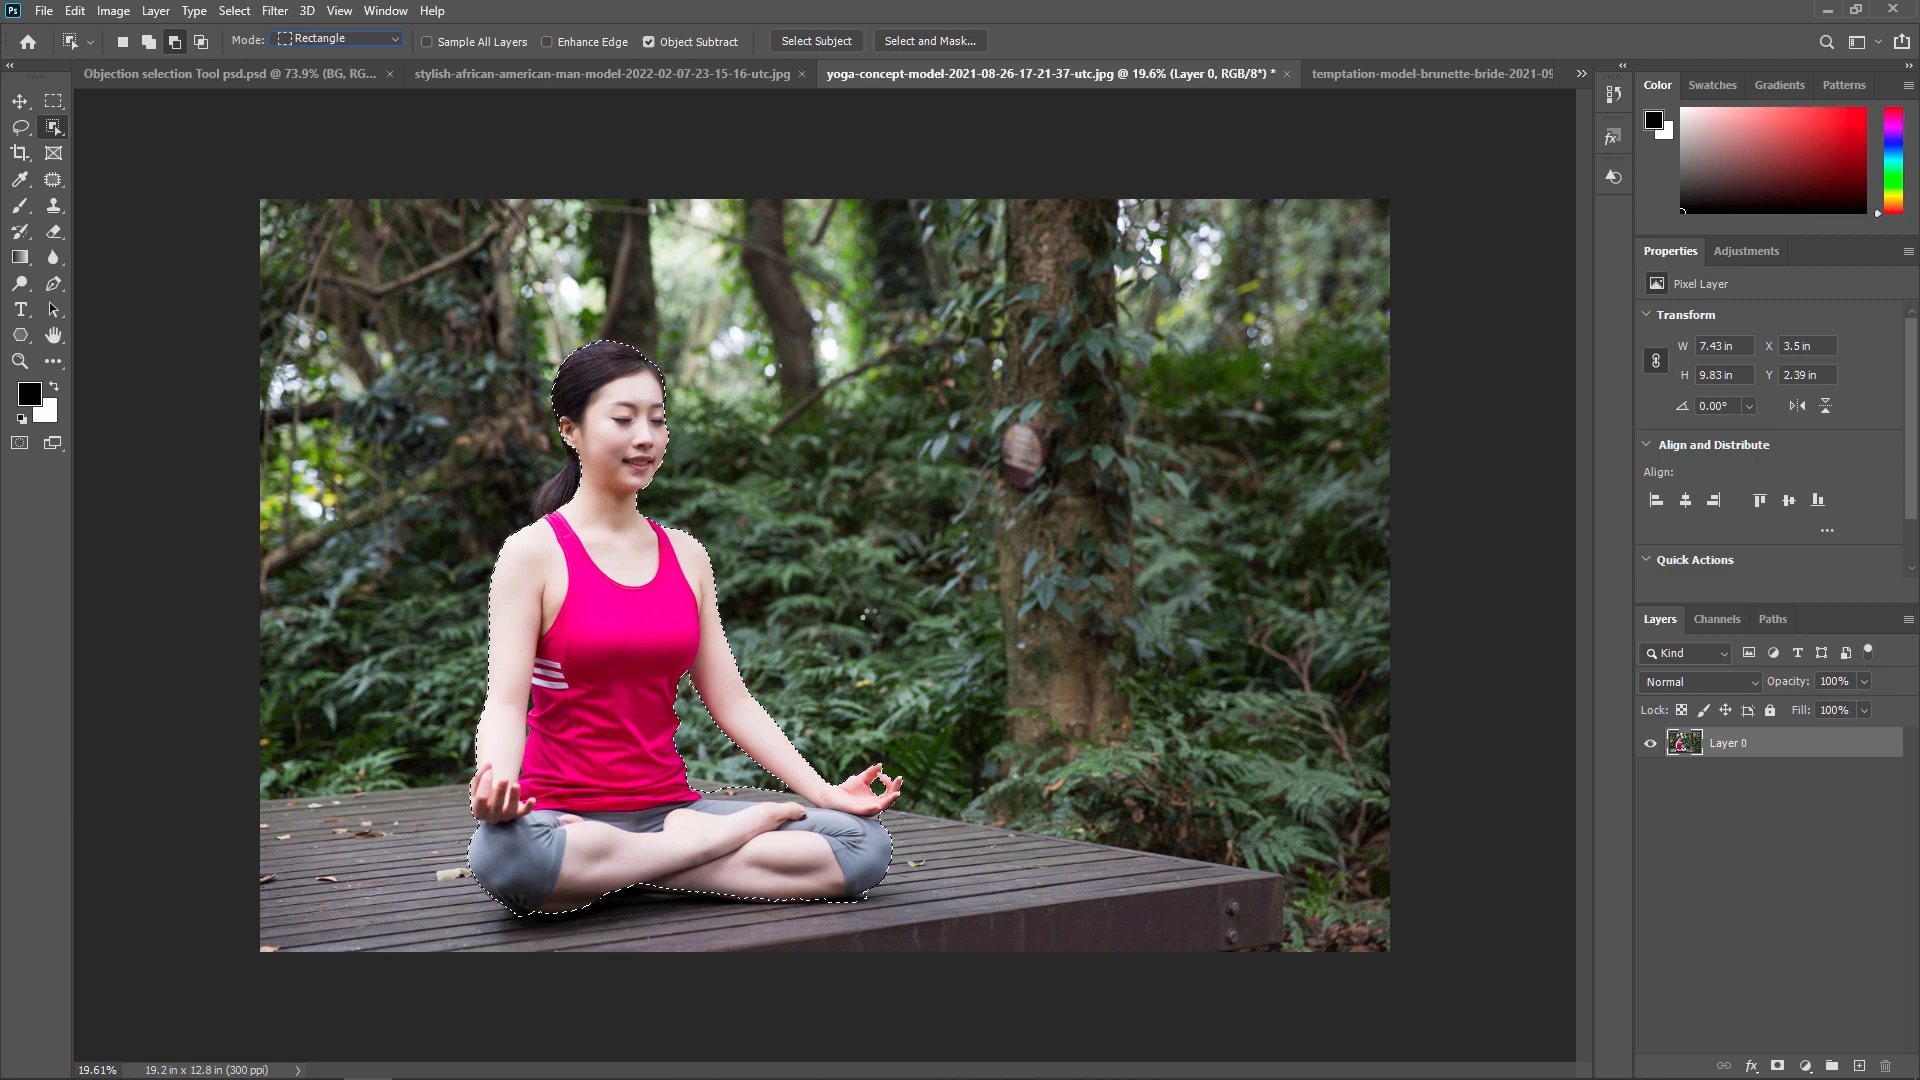 Ps File Edit Image Layer Type Select Filter 3D View Window Help
Mode: Rectangle Sample All Layers Enhance Edge Object Subtract Select Subject Select and Mask...
Objection selection Tool psd.psd @ 73.9% (BG, RG... × stylish-african-american-man-model-2022-02-07-23-15-16-utc.jpg × yoga-concept-model-2021-08-26-17-21-37-utc.jpg @ 19.6% (Layer 0, RGB/8*) * × temptation-model-brunette-bride-2021-09
Color Swatches Gradients Patterns
Properties Adjustments
Pixel Layer
Transform
W 7.43 in X 3.5 in
H 9.83 in Y 2.39 in
0.00°
Align and Distribute
Align:
Quick Actions
Layers Channels Paths
Kind
Normal Opacity: 100%
Lock: Fill: 100%
Layer 0
19.61% 19.2 in x 12.8 in (300 ppi)